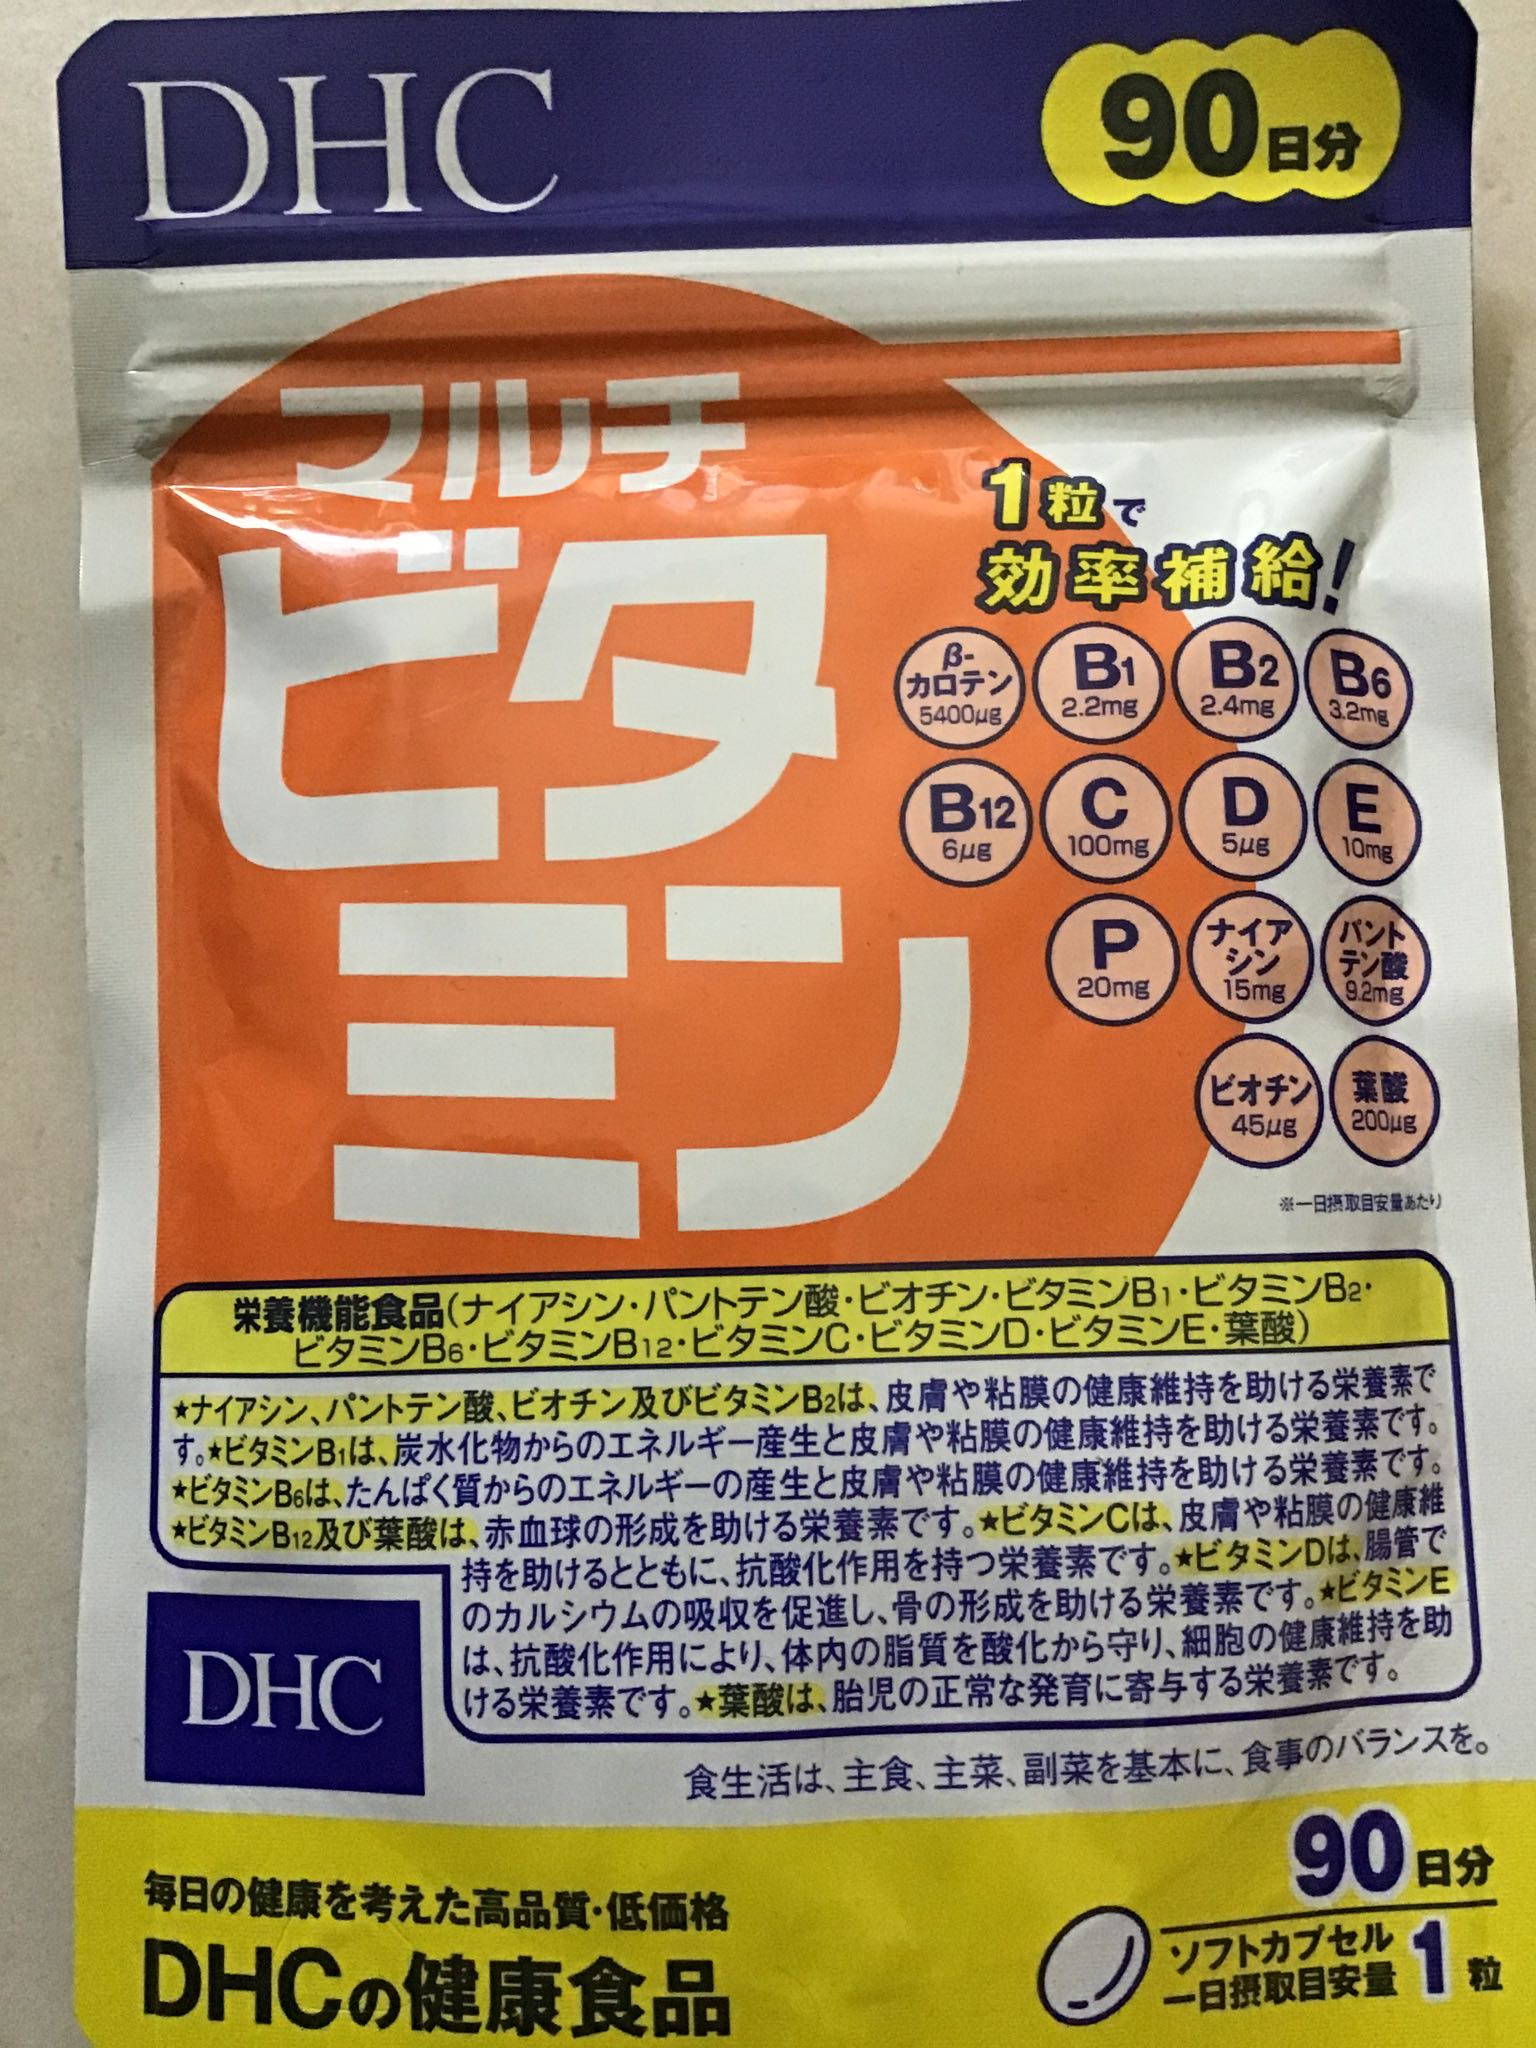 DHC
90日分
マルチ
ビタ
ミン
1粒で
効率補給!
β-
カロテン
5400μg
B1
2.2mg
B2
2.4mg
B6
3.2mg
B12
6μg
C
100mg
D
5μg
E
10mg
P
20mg
ナイア
シン
15mg
パント
テン酸
9.2mg
ビオチン
45μg
葉酸
200μg
※一日摂取目安量あたり
栄養機能食品(ナイアシン・パントテン酸・ビオチン・ビタミンB1・ビタミンB2・
ビタミンB6・ビタミンB12・ビタミンC・ビタミンD・ビタミンE・葉酸)
★ナイアシン、パントテン酸、ビオチン及びビタミンB2は、皮膚や粘膜の健康維持を助ける栄養素で
す。★ビタミンB1は、炭水化物からのエネルギー産生と皮膚や粘膜の健康維持を助ける栄養素です。
★ビタミンB6は、たんぱく質からのエネルギーの産生と皮膚や粘膜の健康維持を助ける栄養素です。
★ビタミンB12及び葉酸は、赤血球の形成を助ける栄養素です。★ビタミンCは、皮膚や粘膜の健康維
持を助けるとともに、抗酸化作用を持つ栄養素です。★ビタミンDは、腸管で
のカルシウムの吸収を促進し、骨の形成を助ける栄養素です。★ビタミンE
は、抗酸化作用により、体内の脂質を酸化から守り、細胞の健康維持を助
ける栄養素です。★葉酸は、胎児の正常な発育に寄与する栄養素です。
DHC
食生活は、主食、主菜、副菜を基本に、食事のバランスを。
毎日の健康を考えた高品質・低価格
DHCの健康食品
90日分
ソフトカプセル
一日摂取目安量 1粒